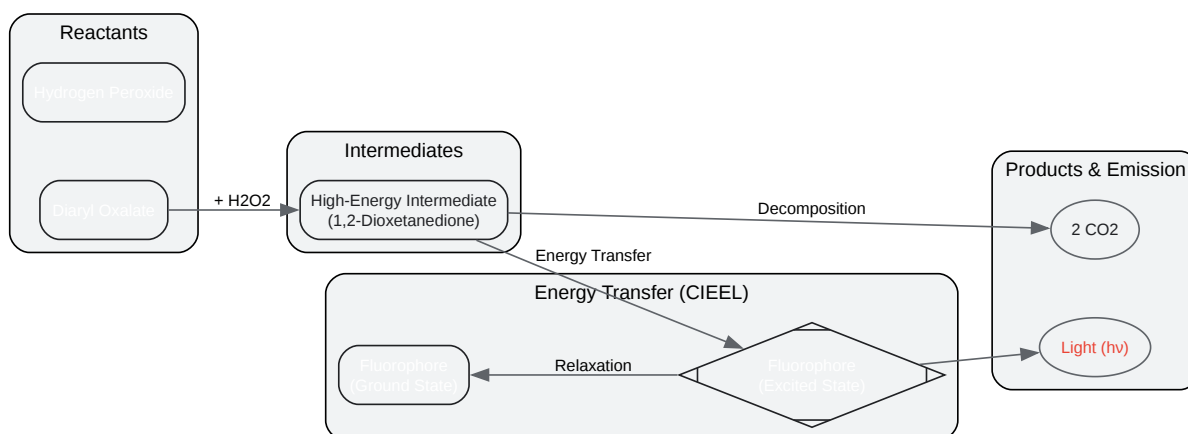 Reactants
Hydrogen Peroxide
Diaryl Oxalate
+ H2O2
Intermediates
High-Energy Intermediate
(1,2-Dioxetanedione)
Decomposition
Energy Transfer
Energy Transfer (CIEEL)
Fluorophore
(Ground State)
Relaxation
Fluorophore
(Excited State)
Products & Emission
2 CO2
Light (hν)